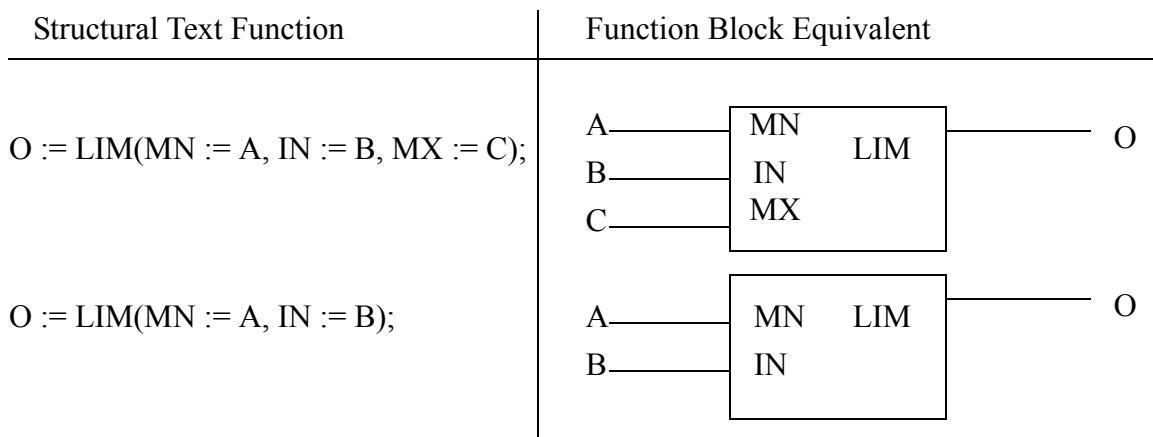 Structural Text Function
Function Block Equivalent
O := LIM(MN := A, IN := B, MX := C);
A
MN
LIM
O
B
IN
C
MX
O := LIM(MN := A, IN := B);
A
MN
LIM
O
B
IN